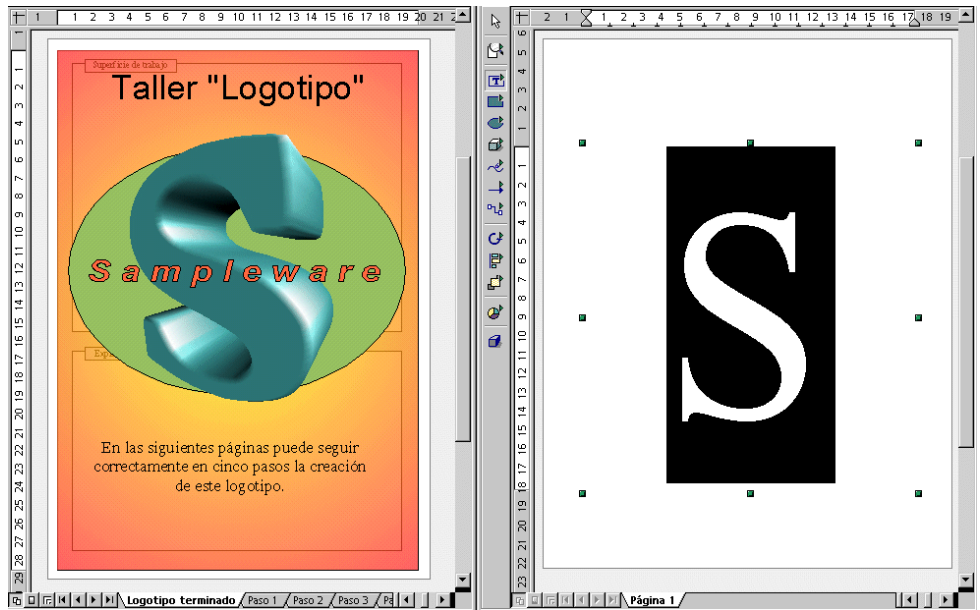 Superficie de trabajo
Taller "Logotipo"
Sampleware
En las siguientes páginas puede seguir
correctamente en cinco pasos la creación
de este logotipo.
S
Logotipo terminado
Paso 1
Paso 2
Paso 3
Página 1